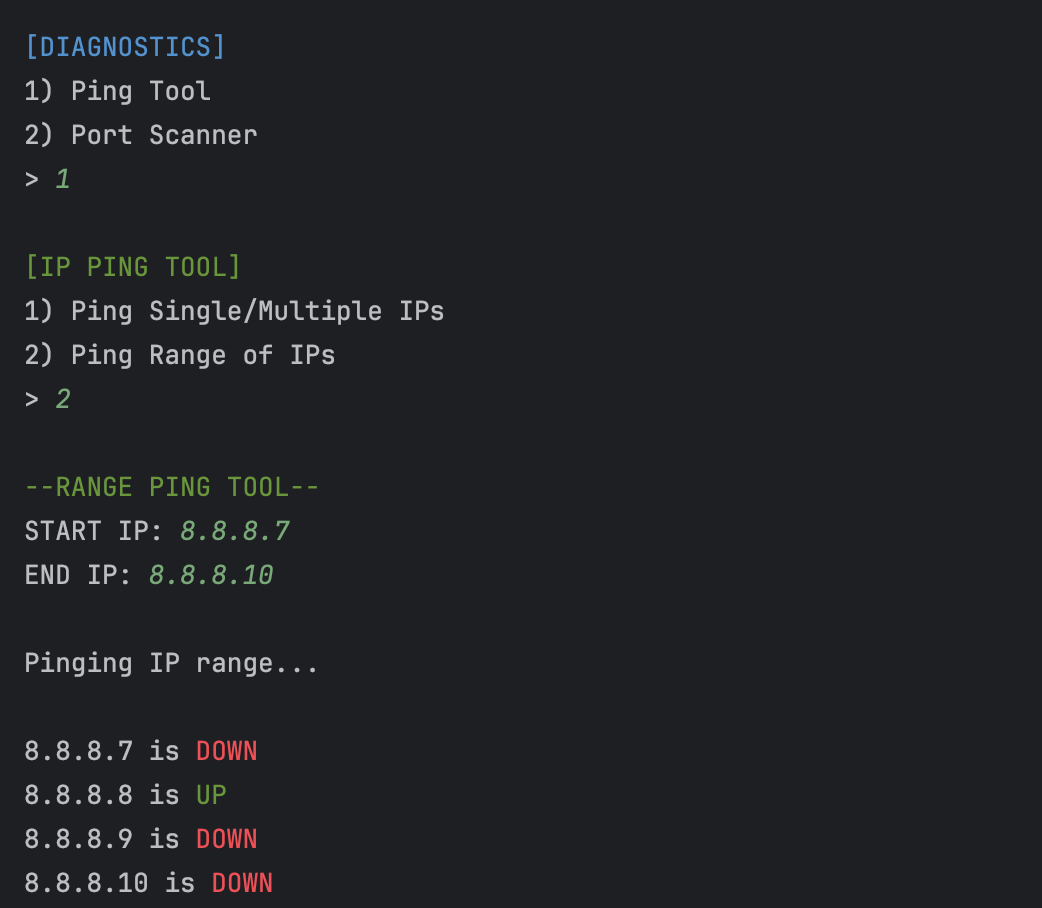 [DIAGNOSTICS]
1) Ping Tool
2) Port Scanner
> 1
[IP PING TOOL]
1) Ping Single/Multiple IPs
2) Ping Range of IPs
> 2
--RANGE PING TOOL--
START IP: 8.8.8.7
END IP: 8.8.8.10
Pinging IP range...
8.8.8.7 is DOWN
8.8.8.8 is UP
8.8.8.9 is DOWN
8.8.8.10 is DOWN